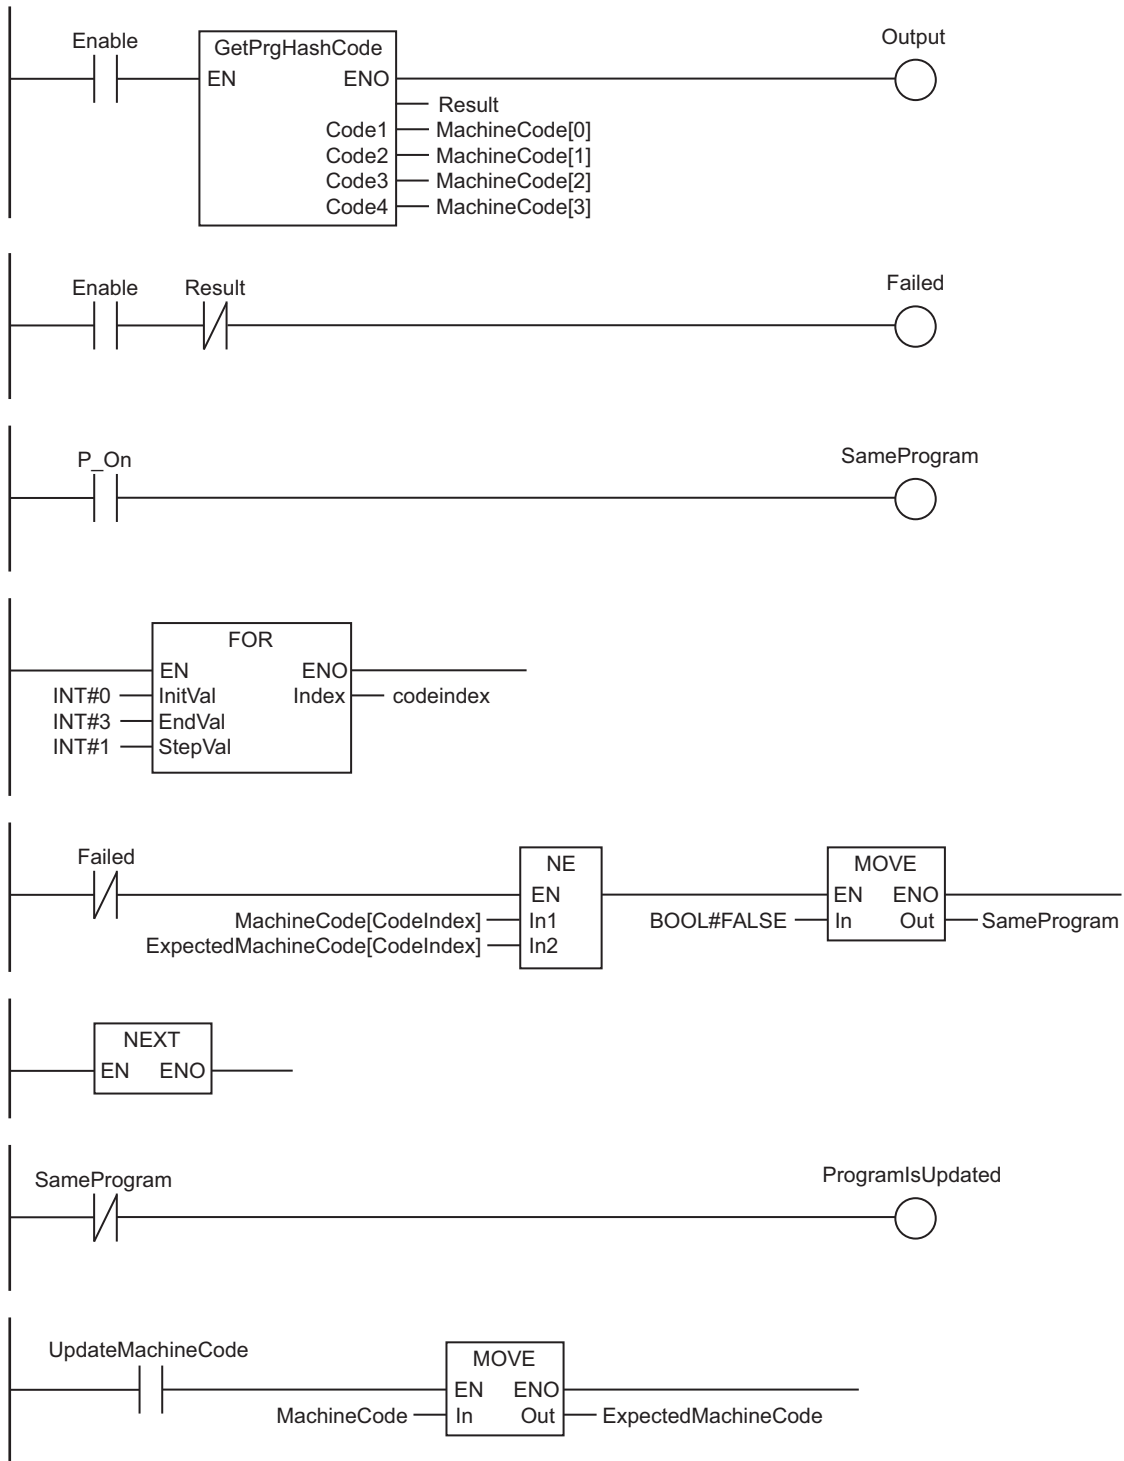 Enable
GetPrgHashCode
Output
EN ENO
Result
Code1 MachineCode[0]
Code2 MachineCode[1]
Code3 MachineCode[2]
Code4 MachineCode[3]
Enable Result Failed
P_On SameProgram
FOR
EN ENO
INT#0 InitVal Index codeindex
INT#3 EndVal
INT#1 StepVal
Failed NE MOVE
EN EN ENO
MachineCode[CodeIndex] In1 BOOL#FALSE In Out SameProgram
ExpectedMachineCode[CodeIndex] In2
NEXT
EN ENO
SameProgram ProgramIsUpdated
UpdateMachineCode MOVE
EN ENO
MachineCode In Out ExpectedMachineCode